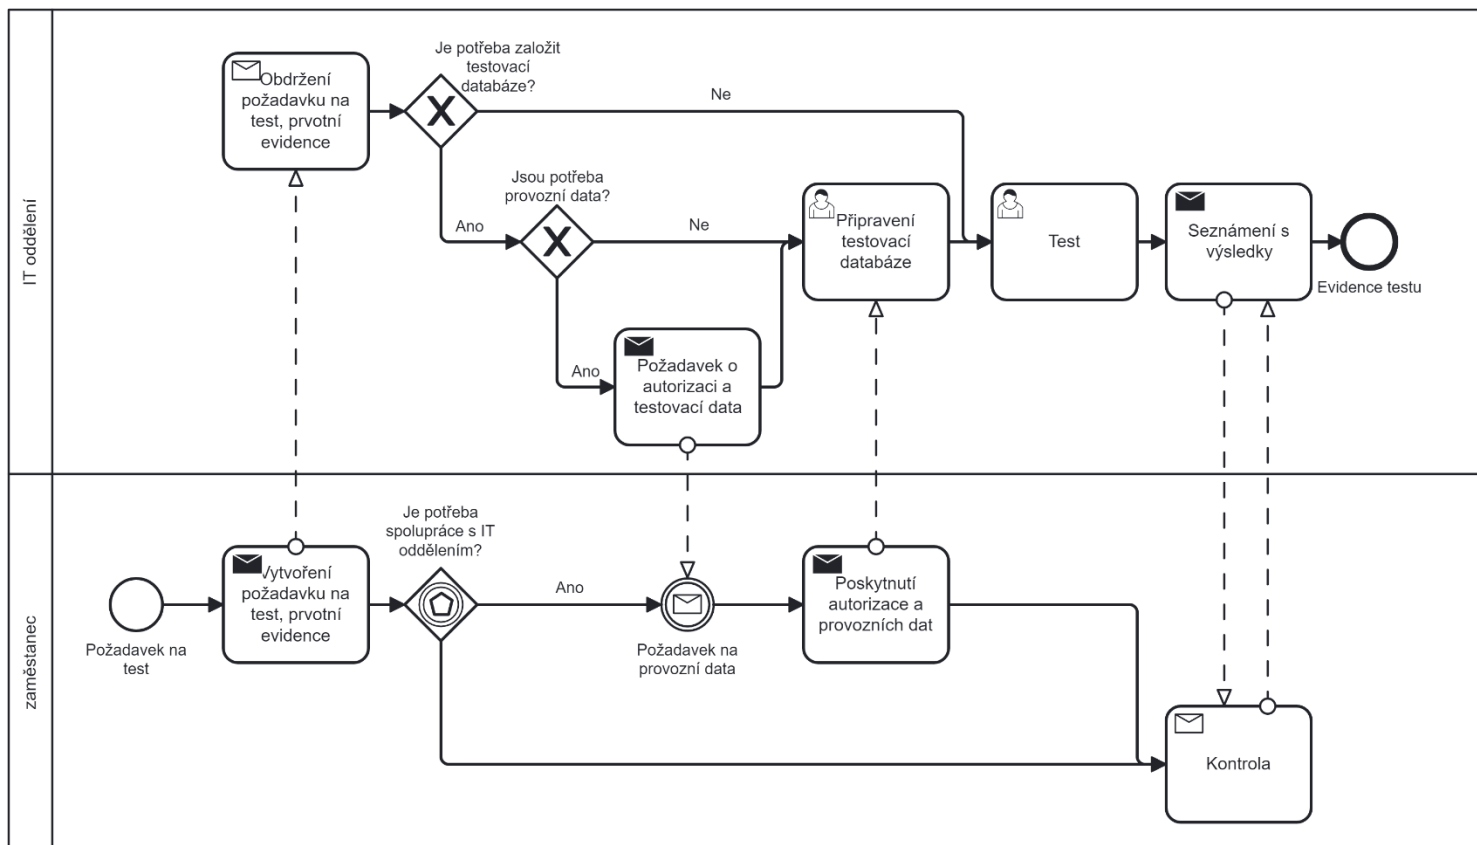 IT oddělení
Obdržení
požadavku na
test, prvotní
evidence
Je potřeba založit
testovací
databáze?
Ne
Ano
Jsou potřeba
provozní data?
Ne
Ano
Požadavek o
autorizaci a
testovací data
Připravení
testovací
databáze
Test
Seznámení s
výsledky
Evidence testu
zaměstanec
Požadavek na
test
Vytvoření
požadavku na
test, prvotní
evidence
Je potřeba
spolupráce s IT
oddělením?
Ano
Požadavek na
provozní data
Poskytnutí
autorizace a
provozních dat
Kontrola